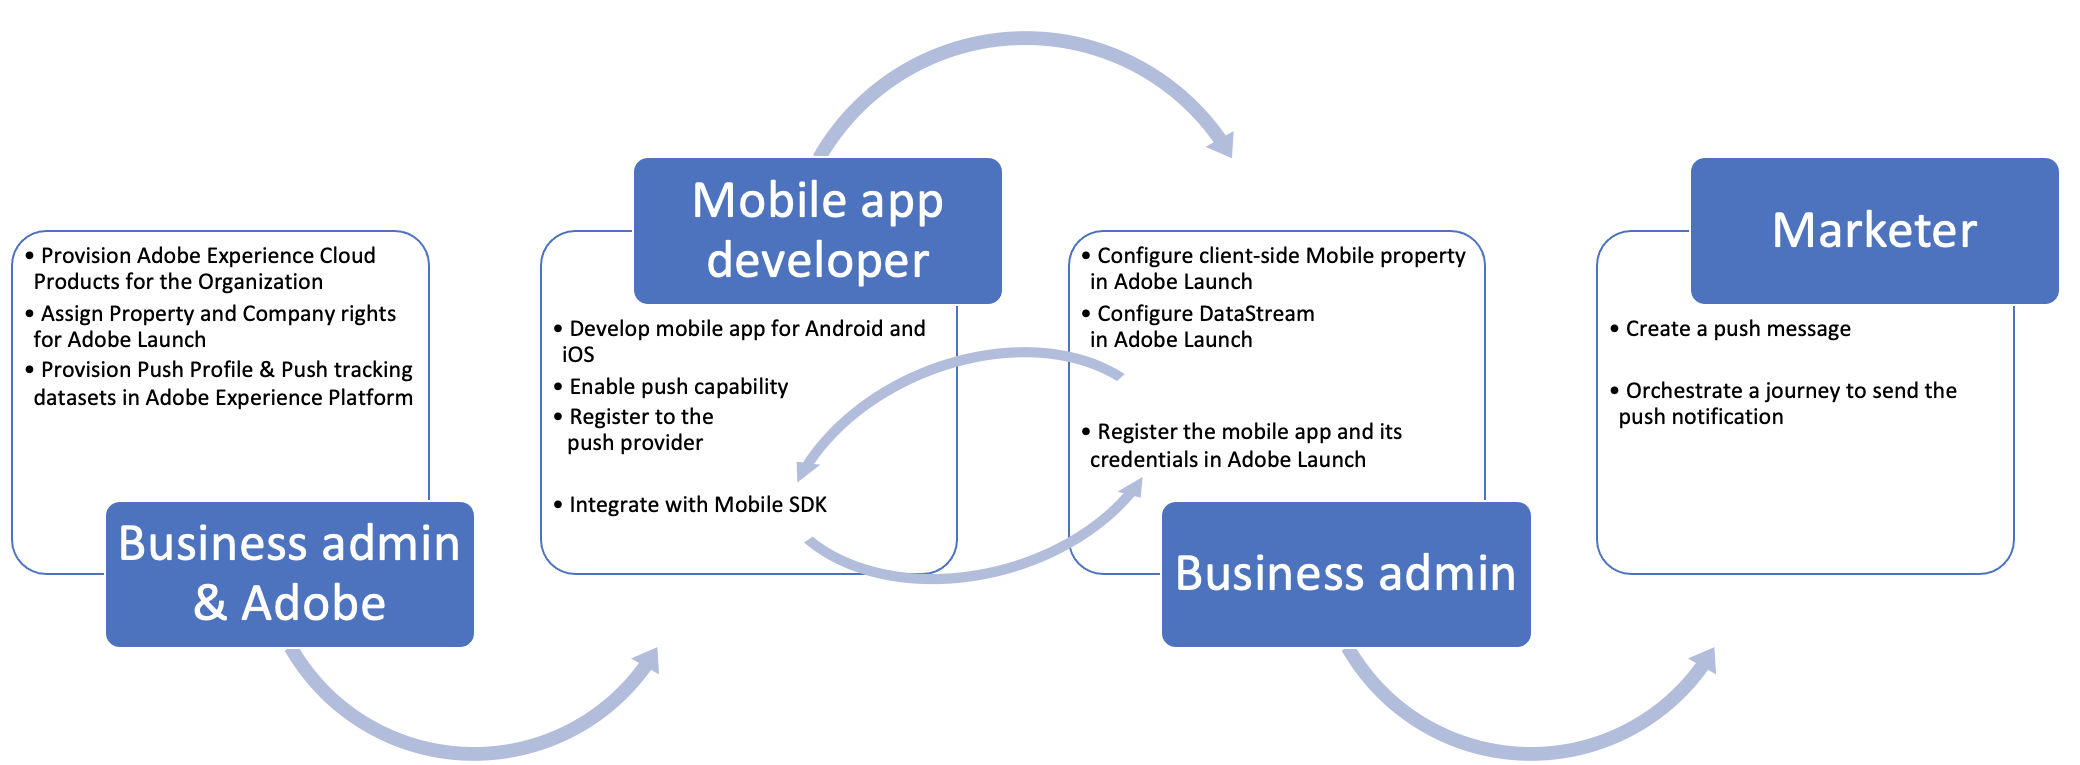 • Provision Adobe Experience Cloud
Products for the Organization
• Assign Property and Company rights
for Adobe Launch
• Provision Push Profile & Push tracking
datasets in Adobe Experience Platform
Business admin
& Adobe
Mobile app
developer
• Develop mobile app for Android and
iOS
• Enable push capability
• Register to the
push provider
• Integrate with Mobile SDK
• Configure client-side Mobile property
in Adobe Launch
• Configure DataStream
in Adobe Launch
• Register the mobile app and its
credentials in Adobe Launch
Business admin
Marketer
• Create a push message
• Orchestrate a journey to send the
push notification